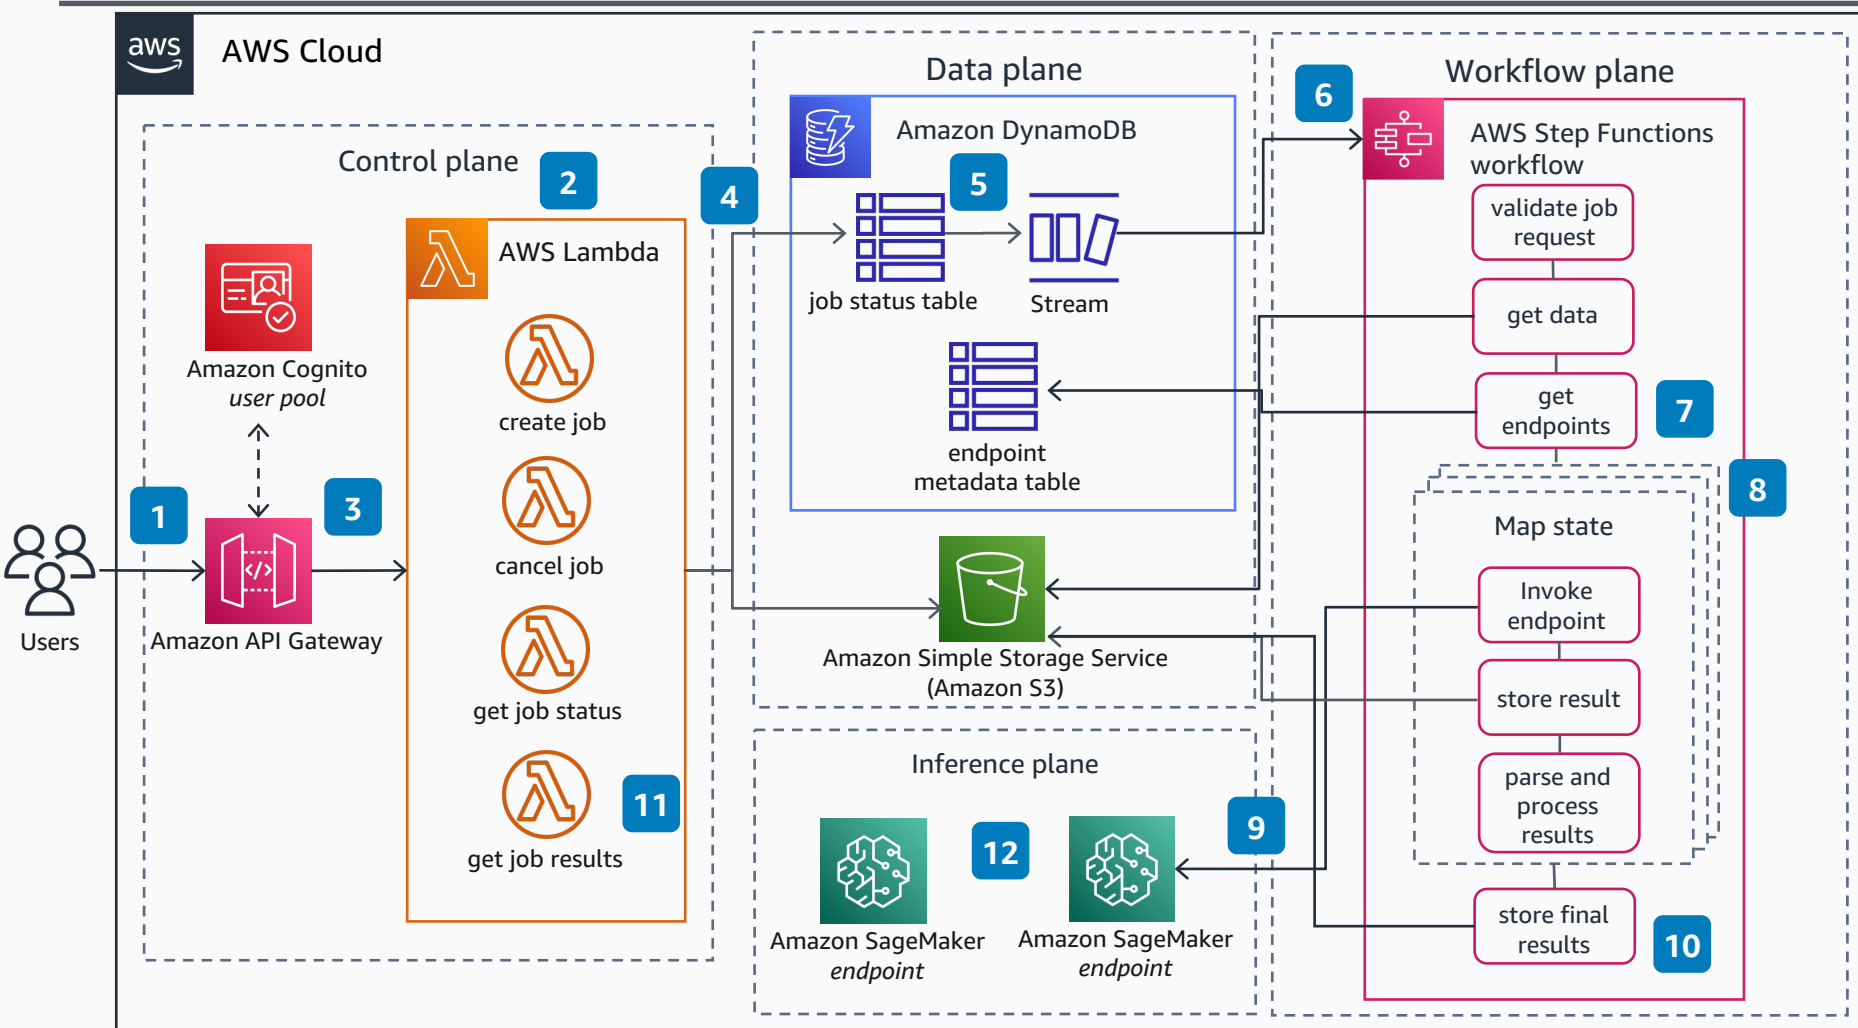 aws
AWS Cloud
Control plane
2
AWS Lambda
Amazon Cognito
user pool
create job
cancel job
1
3
Users
Amazon API Gateway
get job status
11
get job results
4
Data plane
Amazon DynamoDB
5
job status table
Stream
endpoint
metadata table
Amazon Simple Storage Service
(Amazon S3)
Inference plane
12
9
Amazon SageMaker
endpoint
Amazon SageMaker
endpoint
6
Workflow plane
AWS Step Functions
workflow
validate job
request
get data
get
endpoints
7
8
Map state
Invoke
endpoint
store result
parse and
process
results
store final
results
10